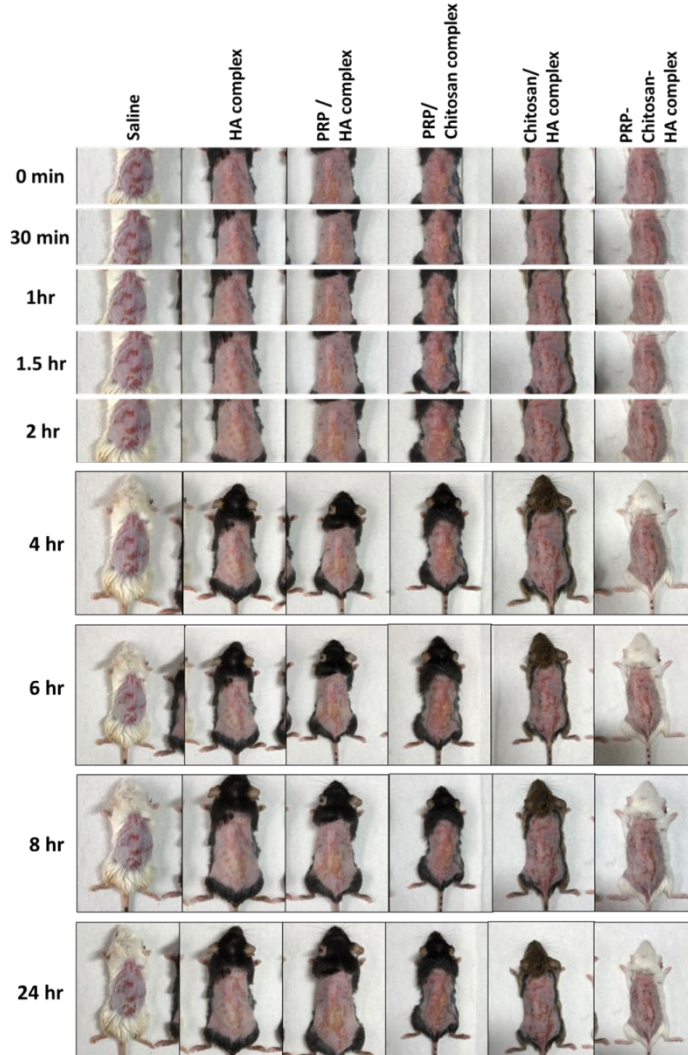 Saline
HA complex
PRP /
HA complex
PRP/
Chitosan complex
Chitosan/
HA complex
PRP-
Chitosan-
HA complex
0 min
30 min
1hr
1.5 hr
2 hr
4 hr
6 hr
8 hr
24 hr